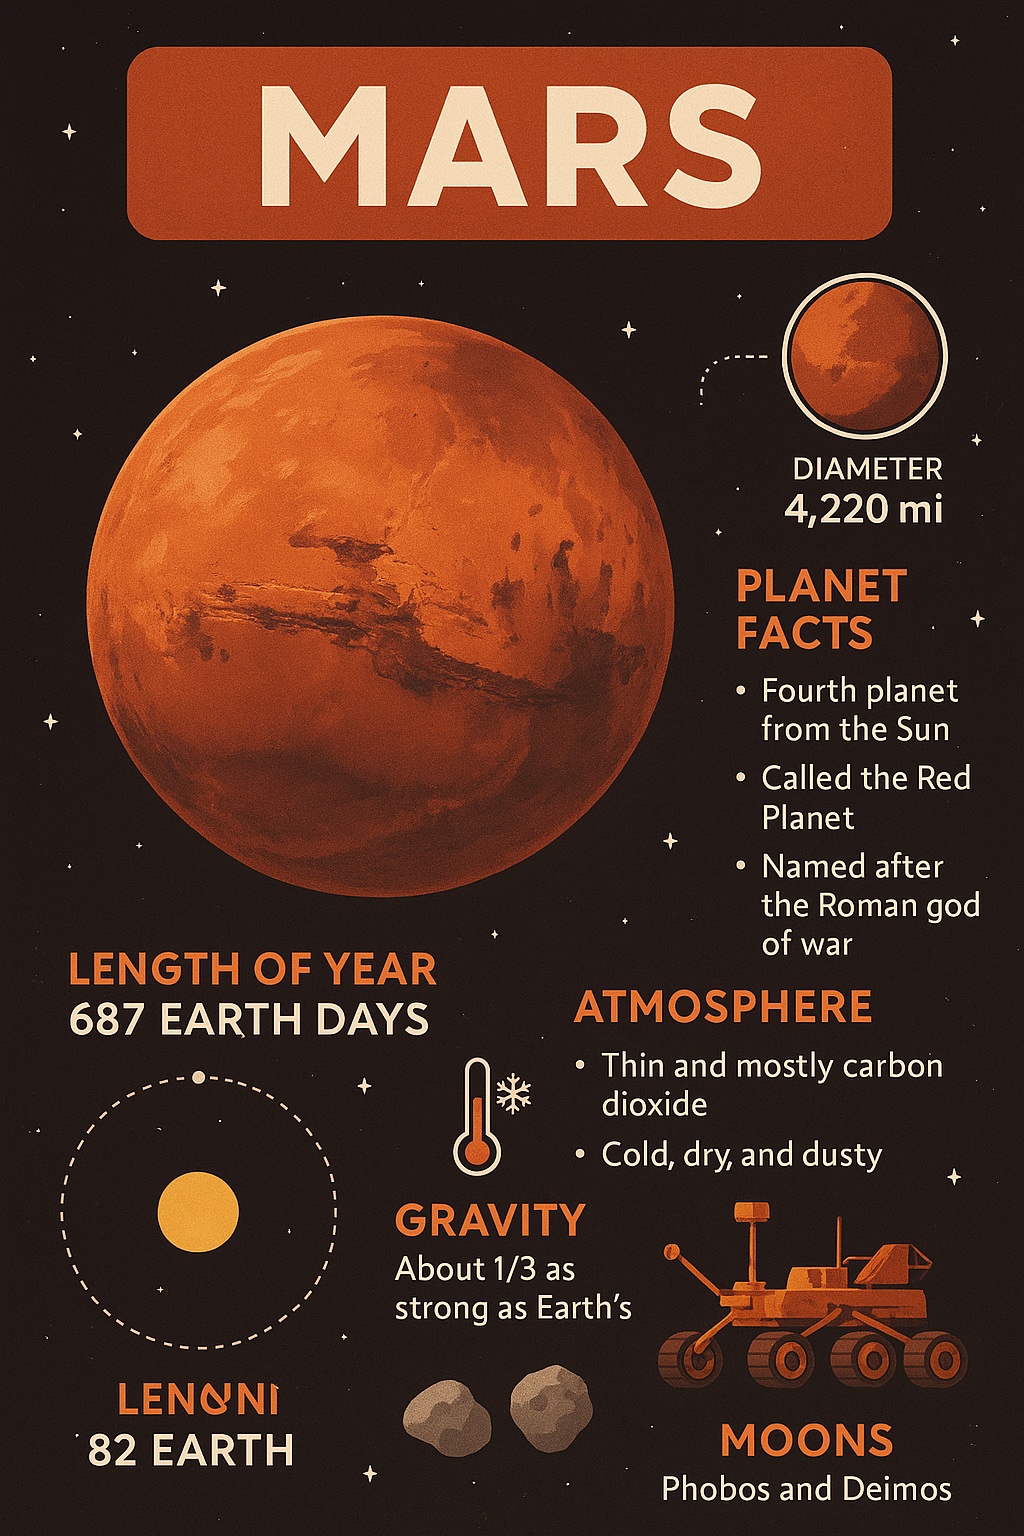 MARS
DIAMETER
4,220 mi
PLANET
FACTS
• Fourth planet
from the Sun
• Called the Red
Planet
• Named after
the Roman god
of war
LENGTH OF YEAR
687 EARTH DAYS
ATMOSPHERE
• Thin and mostly carbon
dioxide
• Cold, dry, and dusty
GRAVITY
About 1/3 as
strong as Earth's
82 EARTH
MOONS
Phobos and Deimos